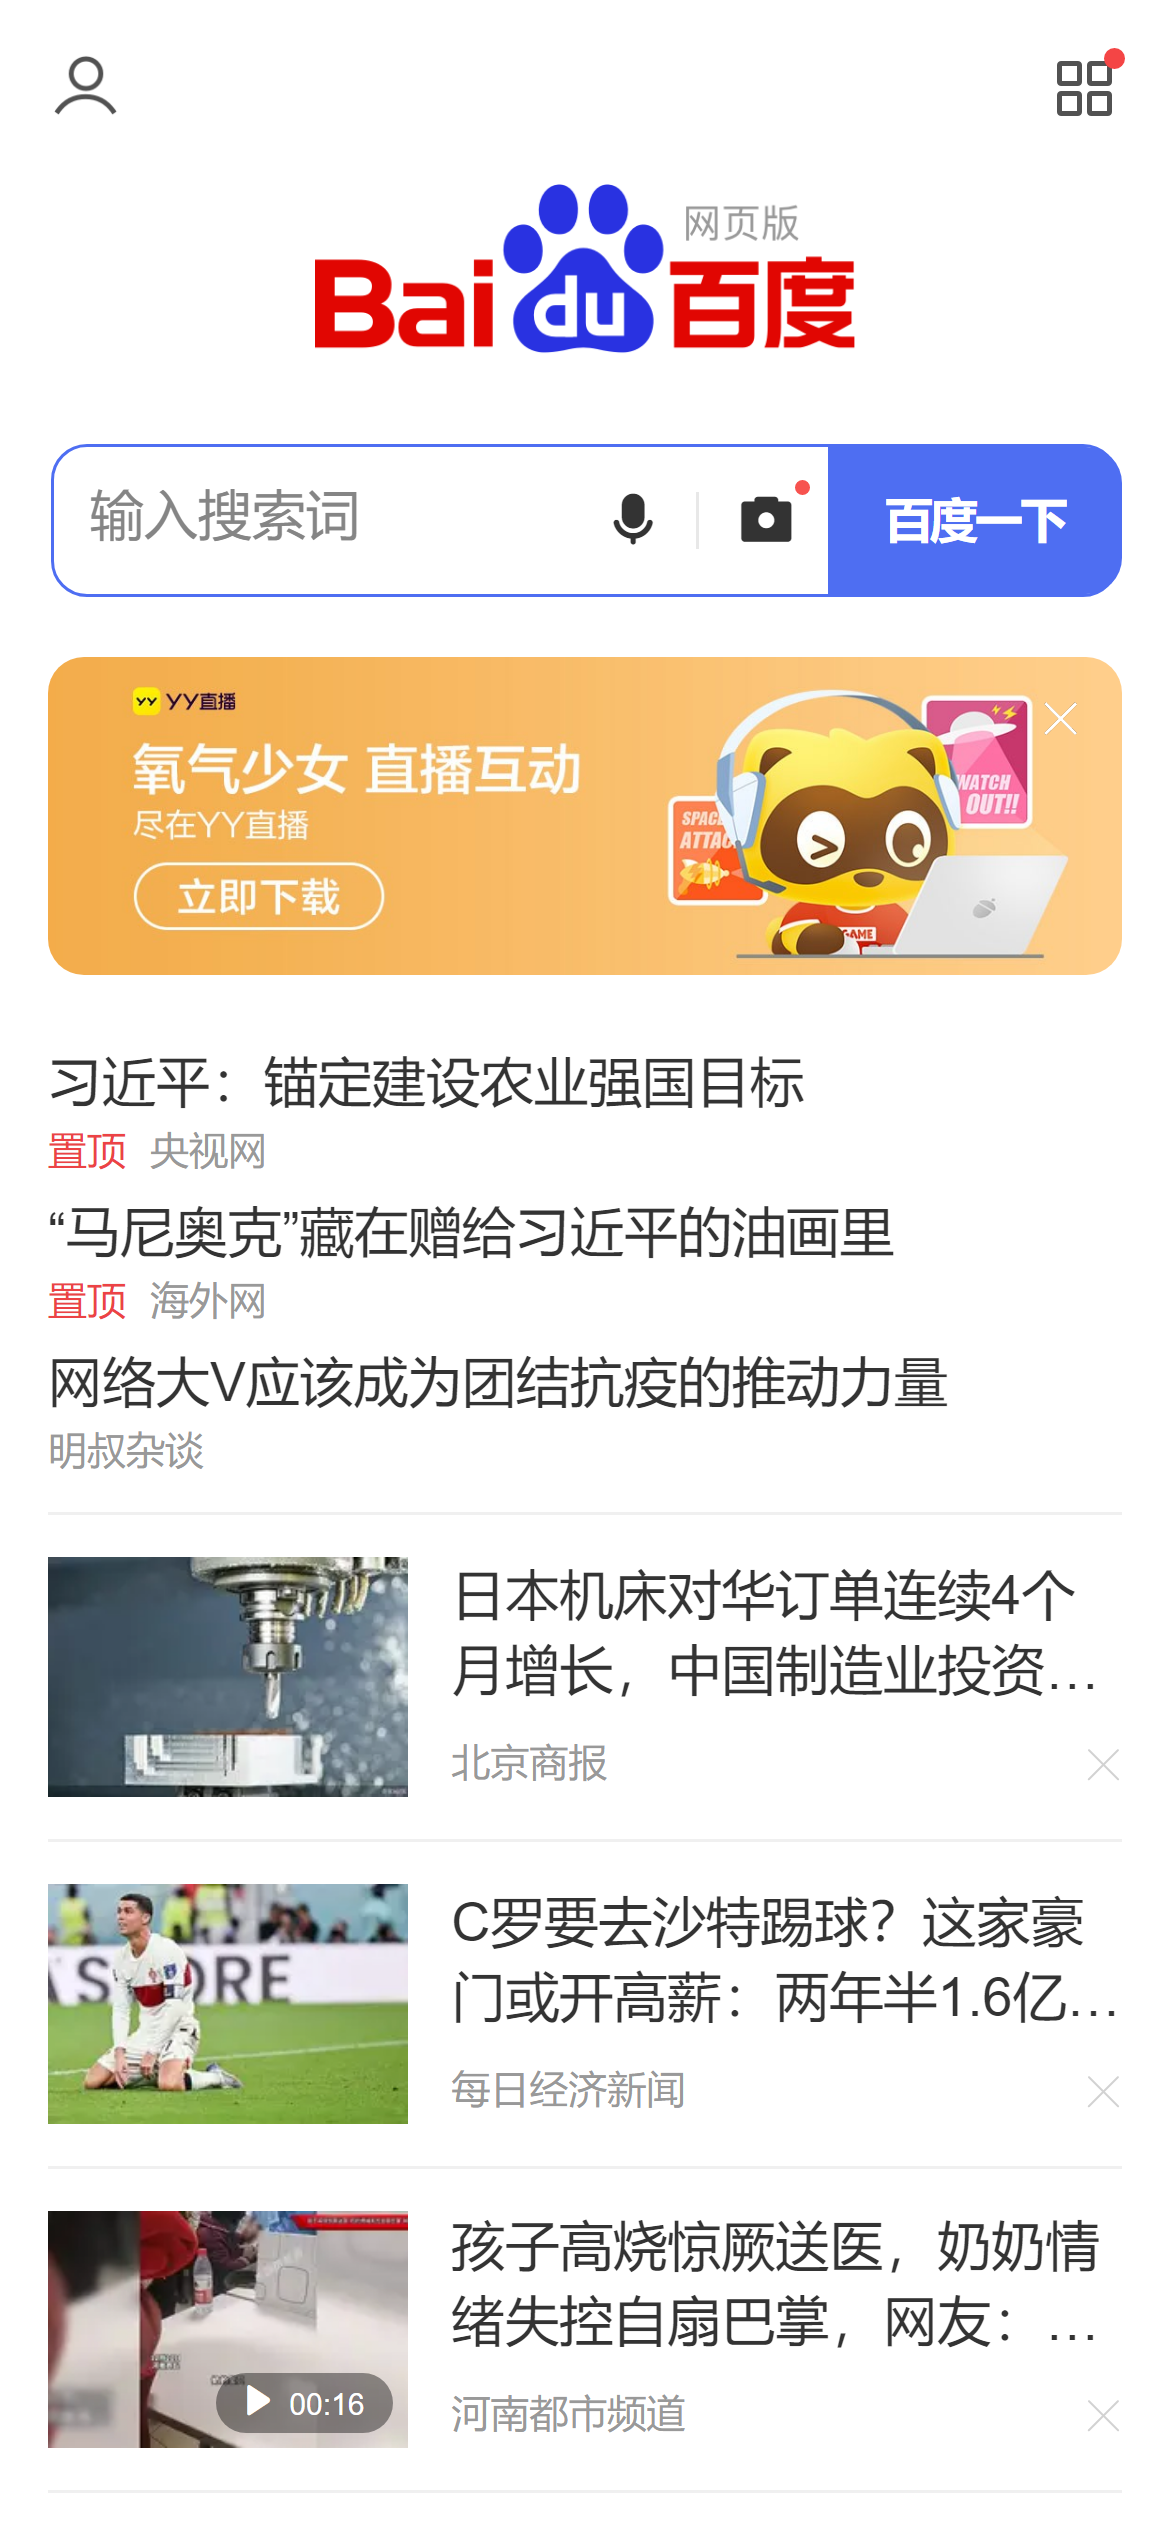 网页版
Bai du 百度
输入搜索词
百度一下
YY YY直播
氧气少女 直播互动
尽在YY直播
立即下载
WATCH
OUT!!
SPACE
ATTAC
GAME
习近平：锚定建设农业强国目标
置顶 央视网
“马尼奥克”藏在赠给习近平的油画里
置顶 海外网
网络大V应该成为团结抗疫的推动力量
明叔杂谈
日本机床对华订单连续4个
月增长，中国制造业投资...
北京商报
C罗要去沙特踢球？这家豪
门或开高薪：两年半1.6亿...
每日经济新闻
孩子高烧惊厥送医，奶奶情
绪失控自扇巴掌，网友：...
00:16
河南都市频道